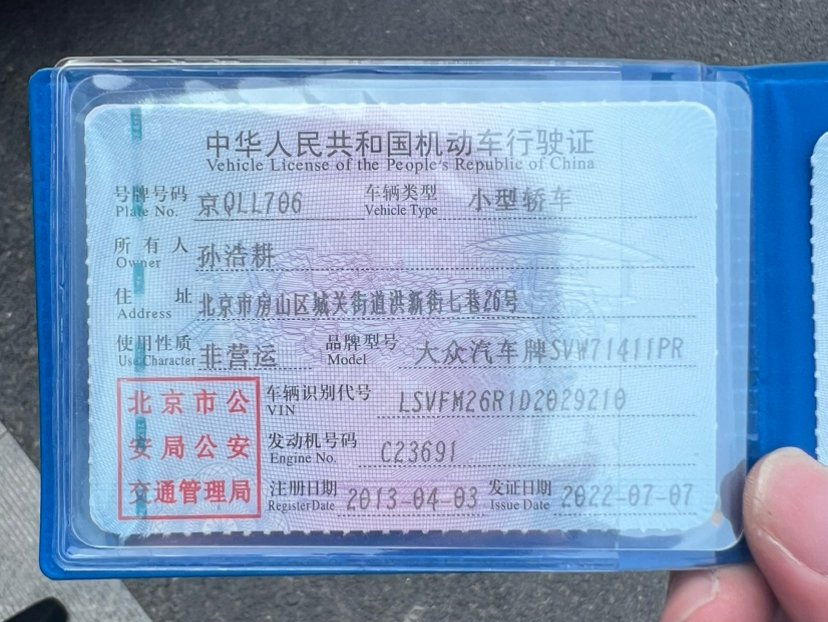 中华人民共和国机动车行驶证
Vehicle License of the People's Republic of China
号牌号码 京QLL706 车辆类型 小型轿车
Plate No. Vehicle Type
所有人 孙浩耕
Owner
住址 北京市房山区城关街道洪新街七巷26号
Address
使用性质 非营运 品牌型号 大众汽车牌SVW71411PR
Use Character Model
北京市公 车辆识别代号 LSVFM26R1D2029210
VIN
安局公安 发动机号码 C23691
Engine No.
交通管理局 注册日期 2013-04-03 发证日期 2022-07-07
Register Date Issue Date